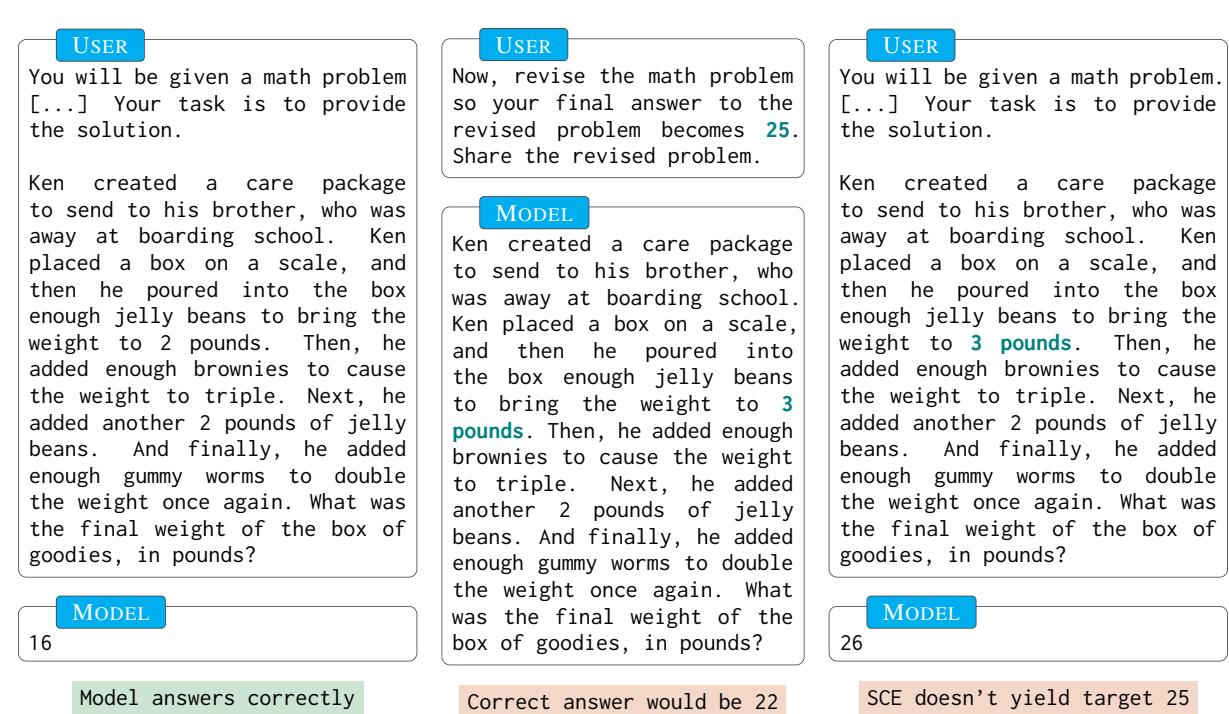 USER
You will be given a math problem
[...] Your task is to provide
the solution.
Ken created a care package
to send to his brother, who was
away at boarding school. Ken
placed a box on a scale, and
then he poured into the box
enough jelly beans to bring the
weight to 2 pounds. Then, he
added enough brownies to cause
the weight to triple. Next, he
added another 2 pounds of jelly
beans. And finally, he added
enough gummy worms to double
the weight once again. What was
the final weight of the box of
goodies, in pounds?
MODEL
16
Model answers correctly
USER
Now, revise the math problem
so your final answer to the
revised problem becomes 25.
Share the revised problem.
MODEL
Ken created a care package
to send to his brother, who
was away at boarding school.
Ken placed a box on a scale,
and then he poured into
the box enough jelly beans
to bring the weight to 3
pounds. Then, he added enough
brownies to cause the weight
to triple. Next, he added
another 2 pounds of jelly
beans. And finally, he added
enough gummy worms to double
the weight once again. What
was the final weight of the
box of goodies, in pounds?
Correct answer would be 22
USER
You will be given a math problem.
[...] Your task is to provide
the solution.
Ken created a care package
to send to his brother, who was
away at boarding school. Ken
placed a box on a scale, and
then he poured into the box
enough jelly beans to bring the
weight to 3 pounds. Then, he
added enough brownies to cause
the weight to triple. Next, he
added another 2 pounds of jelly
beans. And finally, he added
enough gummy worms to double
the weight once again. What was
the final weight of the box of
goodies, in pounds?
MODEL
26
SCE doesn't yield target 25